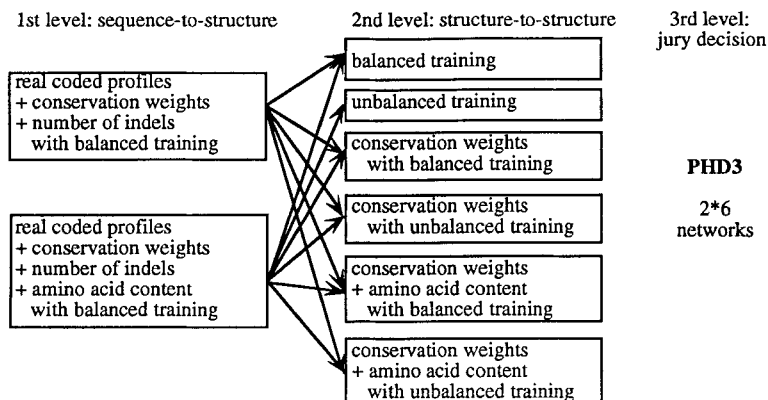 1st level: sequence-to-structure
2nd level: structure-to-structure
3rd level:
jury decision
real coded profiles
+ conservation weights
+ number of indels
with balanced training
real coded profiles
+ conservation weights
+ number of indels
+ amino acid content
with balanced training
balanced training
unbalanced training
conservation weights
with balanced training
conservation weights
with unbalanced training
conservation weights
+ amino acid content
with balanced training
conservation weights
+ amino acid content
with unbalanced training
PHD3
2*6
networks